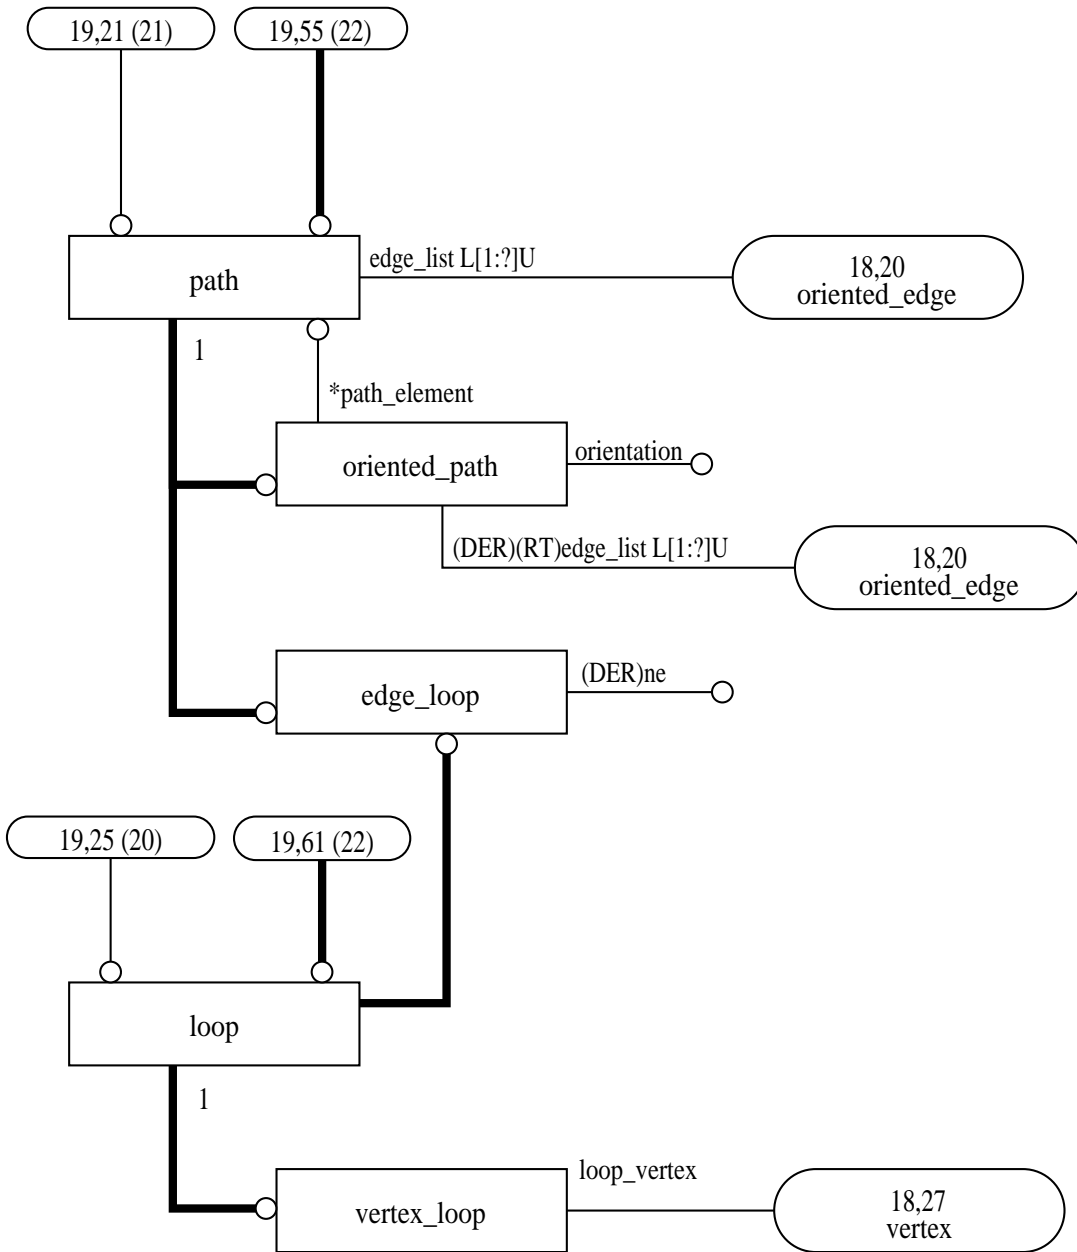 19,21 (21)
19,55 (22)
path
edge_list L[1:?]U
18,20
oriented_edge
1
*path_element
oriented_path
orientation
(DER)(RT)edge_list L[1:?]U
18,20
oriented_edge
edge_loop
(DER)ne
19,25 (20)
19,61 (22)
loop
1
vertex_loop
loop_vertex
18,27
vertex